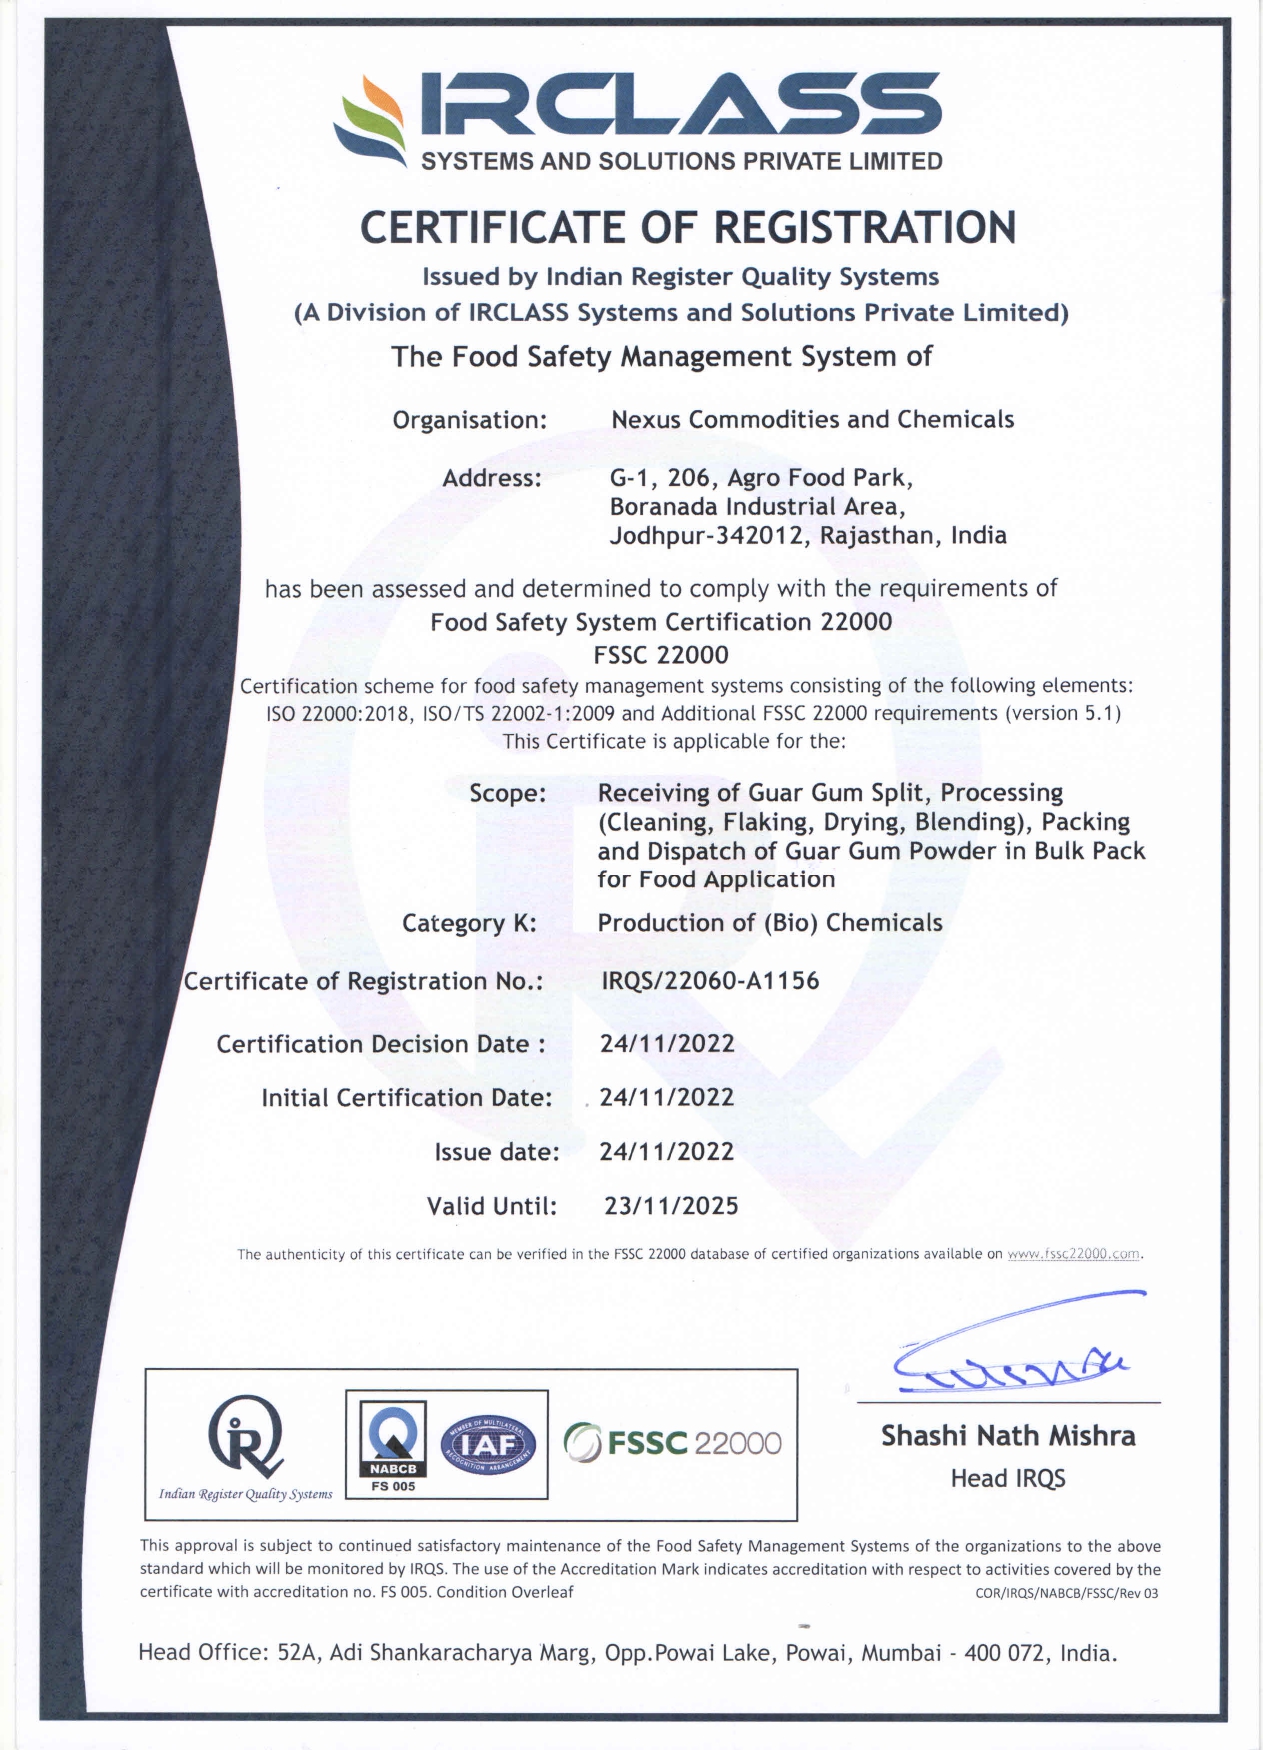 IRCLASS
SYSTEMS AND SOLUTIONS PRIVATE LIMITED
CERTIFICATE OF REGISTRATION
Issued by Indian Register Quality Systems
(A Division of IRCLASS Systems and Solutions Private Limited)
The Food Safety Management System of
Organisation: Nexus Commodities and Chemicals
Address: G-1, 206, Agro Food Park,
Boranada Industrial Area,
Jodhpur-342012, Rajasthan, India
has been assessed and determined to comply with the requirements of
Food Safety System Certification 22000
FSSC 22000
Certification scheme for food safety management systems consisting of the following elements:
ISO 22000:2018, ISO/TS 22002-1:2009 and Additional FSSC 22000 requirements (version 5.1)
This Certificate is applicable for the:
Scope: Receiving of Guar Gum Split, Processing
(Cleaning, Flaking, Drying, Blending), Packing
and Dispatch of Guar Gum Powder in Bulk Pack
for Food Application
Category K: Production of (Bio) Chemicals
Certificate of Registration No.: IRQS/22060-A1156
Certification Decision Date : 24/11/2022
Initial Certification Date: 24/11/2022
Issue date: 24/11/2022
Valid Until: 23/11/2025
The authenticity of this certificate can be verified in the FSSC 22000 database of certified organizations available on www.fssc22000.com.
iR
Indian Register Quality Systems
NABCB
FS 005
MEMBER OF MULTILATERAL
IAF
RECOGNITION ARRANGEMENT
FSSC 22000
Shashi Nath Mishra
Head IRQS
This approval is subject to continued satisfactory maintenance of the Food Safety Management Systems of the organizations to the above
standard which will be monitored by IRQS. The use of the Accreditation Mark indicates accreditation with respect to activities covered by the
certificate with accreditation no. FS 005. Condition Overleaf COR/IRQS/NABCB/FSSC/Rev 03
Head Office: 52A, Adi Shankaracharya Marg, Opp.Powai Lake, Powai, Mumbai - 400 072, India.